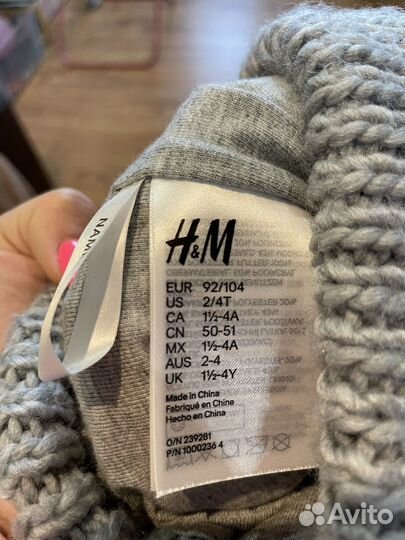 NAM
H&M
EUR 92/104
US 2/4T
CA 1½-4A
CN 50-51
MX 1½-4A
AUS 2-4
UK 1½-4Y
Made in China
Fabriqué en Chine
Hecho en China
O/N 239281
P/N 1000236 4
Avito